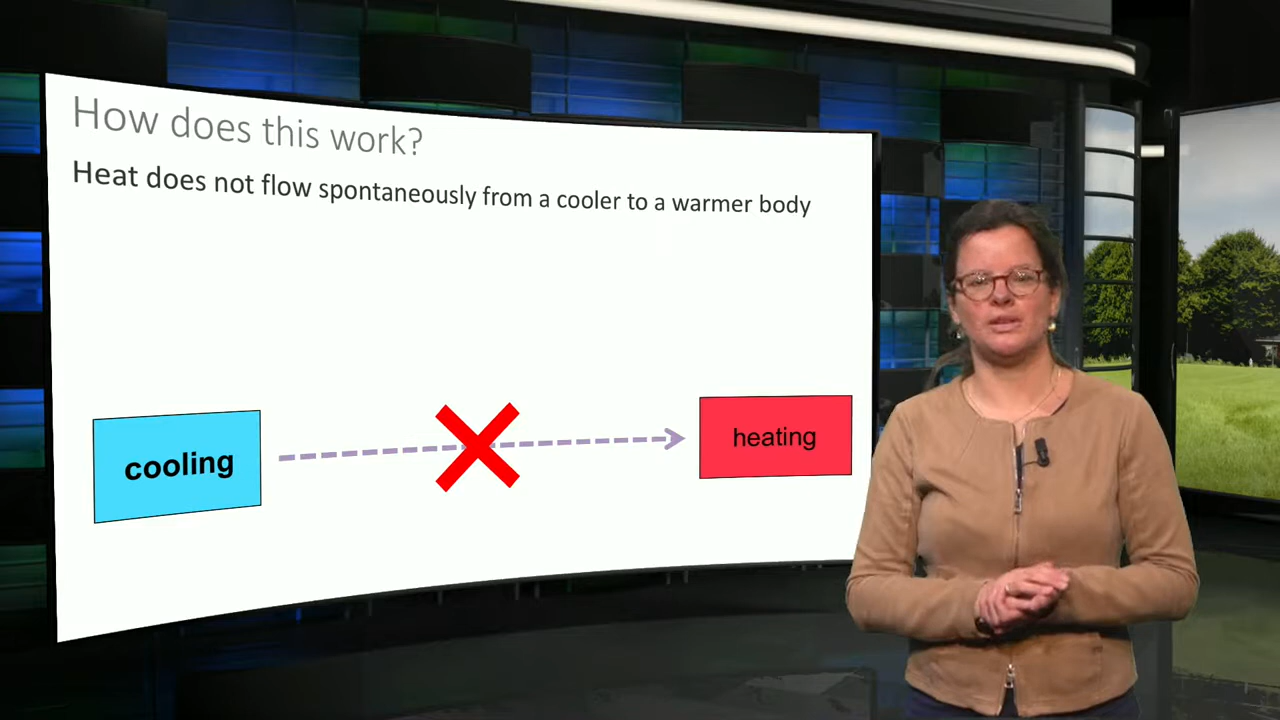 How does this work?
Heat does not flow spontaneously from a cooler to a warmer body
cooling
heating